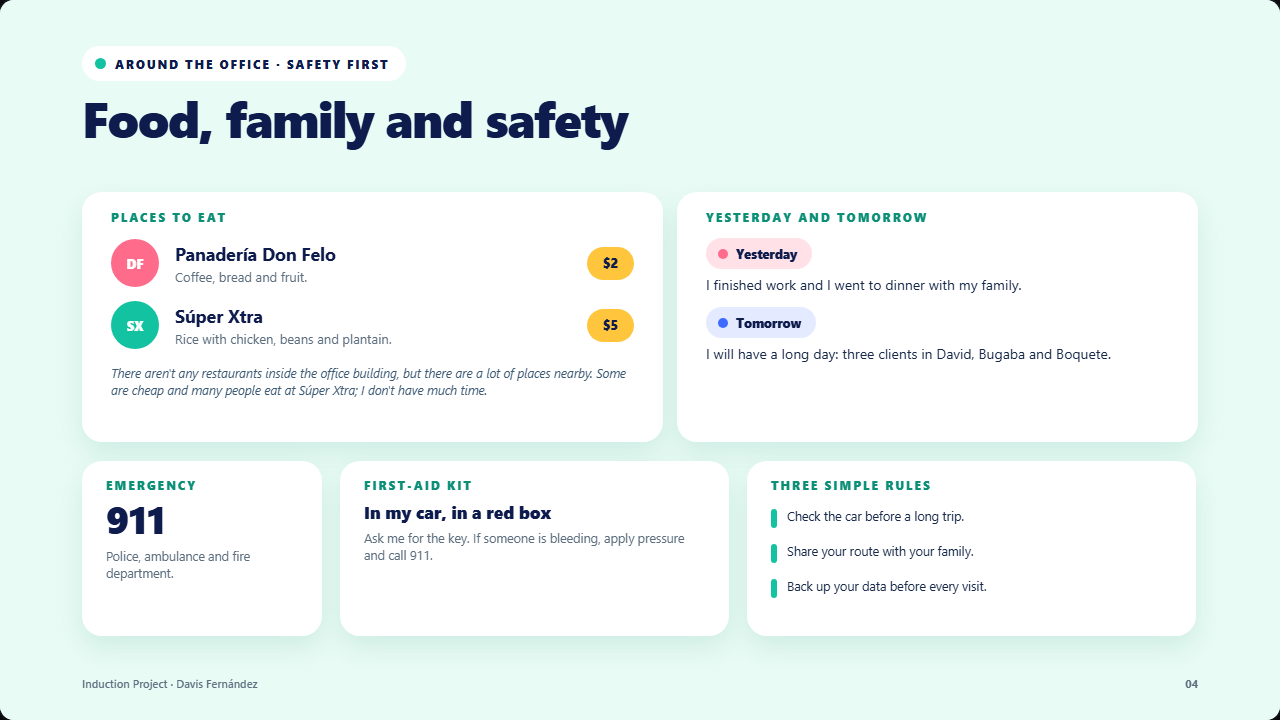 AROUND THE OFFICE · SAFETY FIRST
Food, family and safety
PLACES TO EAT
DF
Panadería Don Felo
Coffee, bread and fruit.
$2
SX
Súper Xtra
Rice with chicken, beans and plantain.
$5
There aren't any restaurants inside the office building, but there are a lot of places nearby. Some
are cheap and many people eat at Súper Xtra; I don't have much time.
YESTERDAY AND TOMORROW
Yesterday
I finished work and I went to dinner with my family.
Tomorrow
I will have a long day: three clients in David, Bugaba and Boquete.
EMERGENCY
911
Police, ambulance and fire
department.
FIRST-AID KIT
In my car, in a red box
Ask me for the key. If someone is bleeding, apply pressure
and call 911.
THREE SIMPLE RULES
Check the car before a long trip.
Share your route with your family.
Back up your data before every visit.
Induction Project · Davis Fernández
04